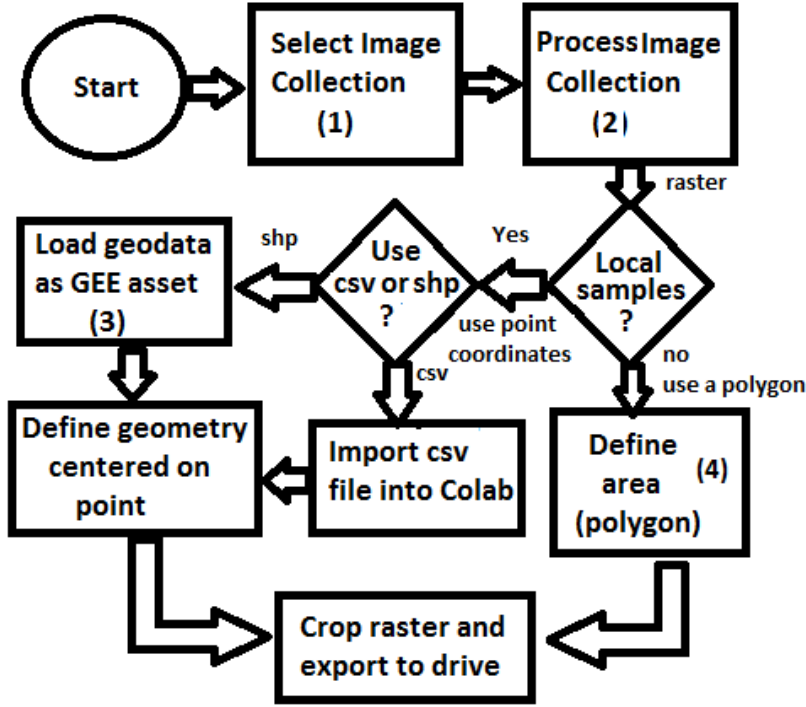 Start
Select Image
Collection
(1)
Process Image
Collection
(2)
raster
Local
samples
?
Yes
use point
coordinates
no
use a polygon
Use
csv or shp
?
shp
csv
Load geodata
as GEE asset
(3)
Define geometry
centered on
point
Import csv
file into Colab
Define (4)
area
(polygon)
Crop raster and
export to drive